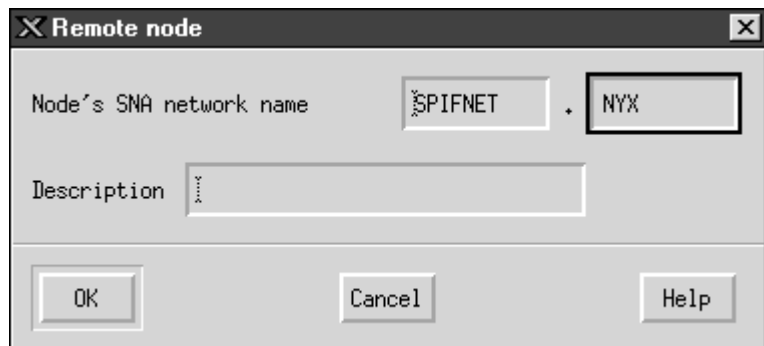 Remote node
Node's SNA network name SPIFNET . NYX
Description
OK Cancel Help